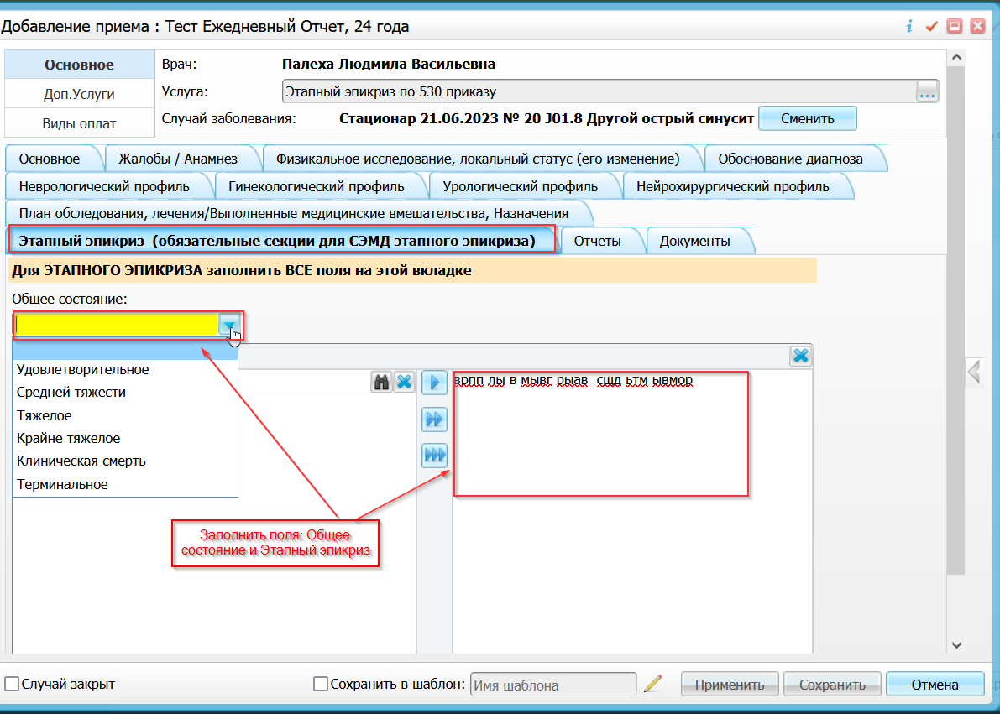 Добавление приема : Тест Ежедневный Отчет, 24 года
Основное
Доп.Услуги
Виды оплат
Врач: Палеха Людмила Васильевна
Услуга: Этапный эпикриз по 530 приказу ...
Случай заболевания: Стационар 21.06.2023 № 20 J01.8 Другой острый синусит Сменить
Основное Жалобы / Анамнез Физикальное исследование, локальный статус (его изменение) Обоснование диагноза
Неврологический профиль Гинекологический профиль Урологический профиль Нейрохирургический профиль
План обследования, лечения/Выполненные медицинские вмешательства, Назначения
Этапный эпикриз (обязательные секции для СЭМД этапного эпикриза) Отчеты Документы
Для ЭТАПНОГО ЭПИКРИЗА заполнить ВСЕ поля на этой вкладке
Общее состояние:
Удовлетворительное
Средней тяжести
Тяжелое
Крайне тяжелое
Клиническая смерть
Терминальное
врпп лы в мывг рыав сшд ьтм ывмор
Заполнить поля: Общее
состояние и Этапный эпикриз
Случай закрыт Сохранить в шаблон: Имя шаблона Применить Сохранить Отмена